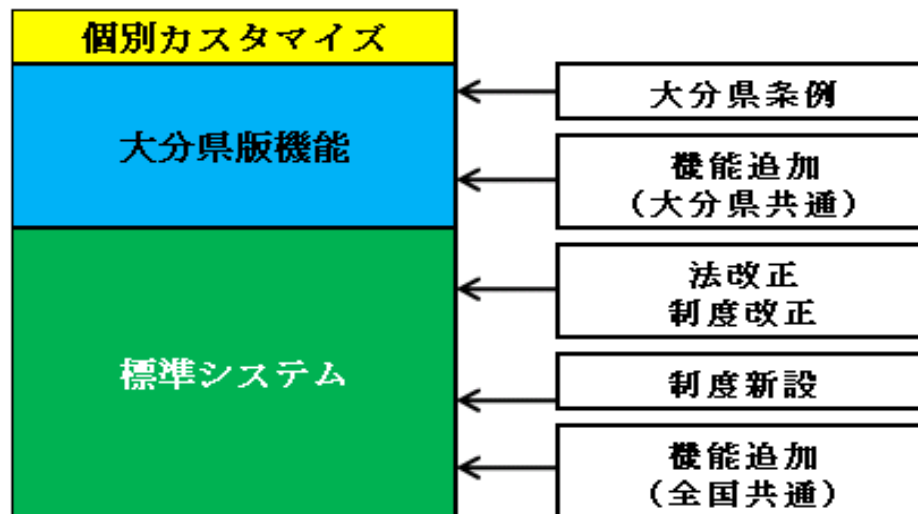 個別カスタマイズ
大分県版機能
標準システム
大分県条例
機能追加
（大分県共通）
法改正
制度改正
制度新設
機能追加
（全国共通）